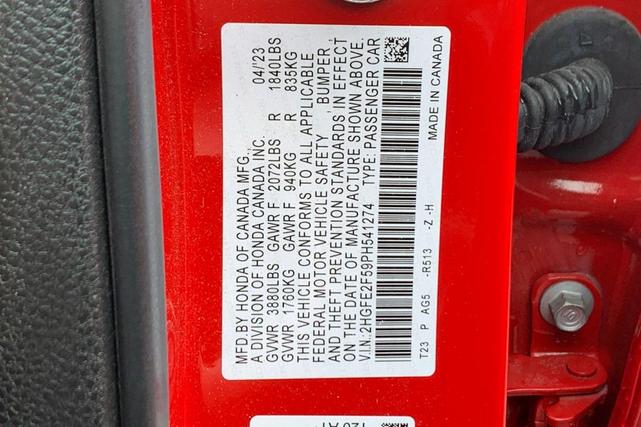 MFD.BY HONDA OF CANADA MFG. 04/'23
A DIVISION OF HONDA CANADA INC.
GVWR 3880LBS GAWR F 2072LBS R 1840LBS
GVWR 1760KG GAWR F 940KG R 835KG
THIS VEHICLE CONFORMS TO ALL APPLICABLE
FEDERAL MOTOR VEHICLE SAFETY, BUMPER
AND THEFT PREVENTION STANDARDS IN EFFECT
ON THE DATE OF MANUFACTURE SHOWN ABOVE.
V.I.N.:2HGFE2F59PH541274 TYPE: PASSENGER CAR
T23 P AG5 -R513 -Z -H MADE IN CANADA